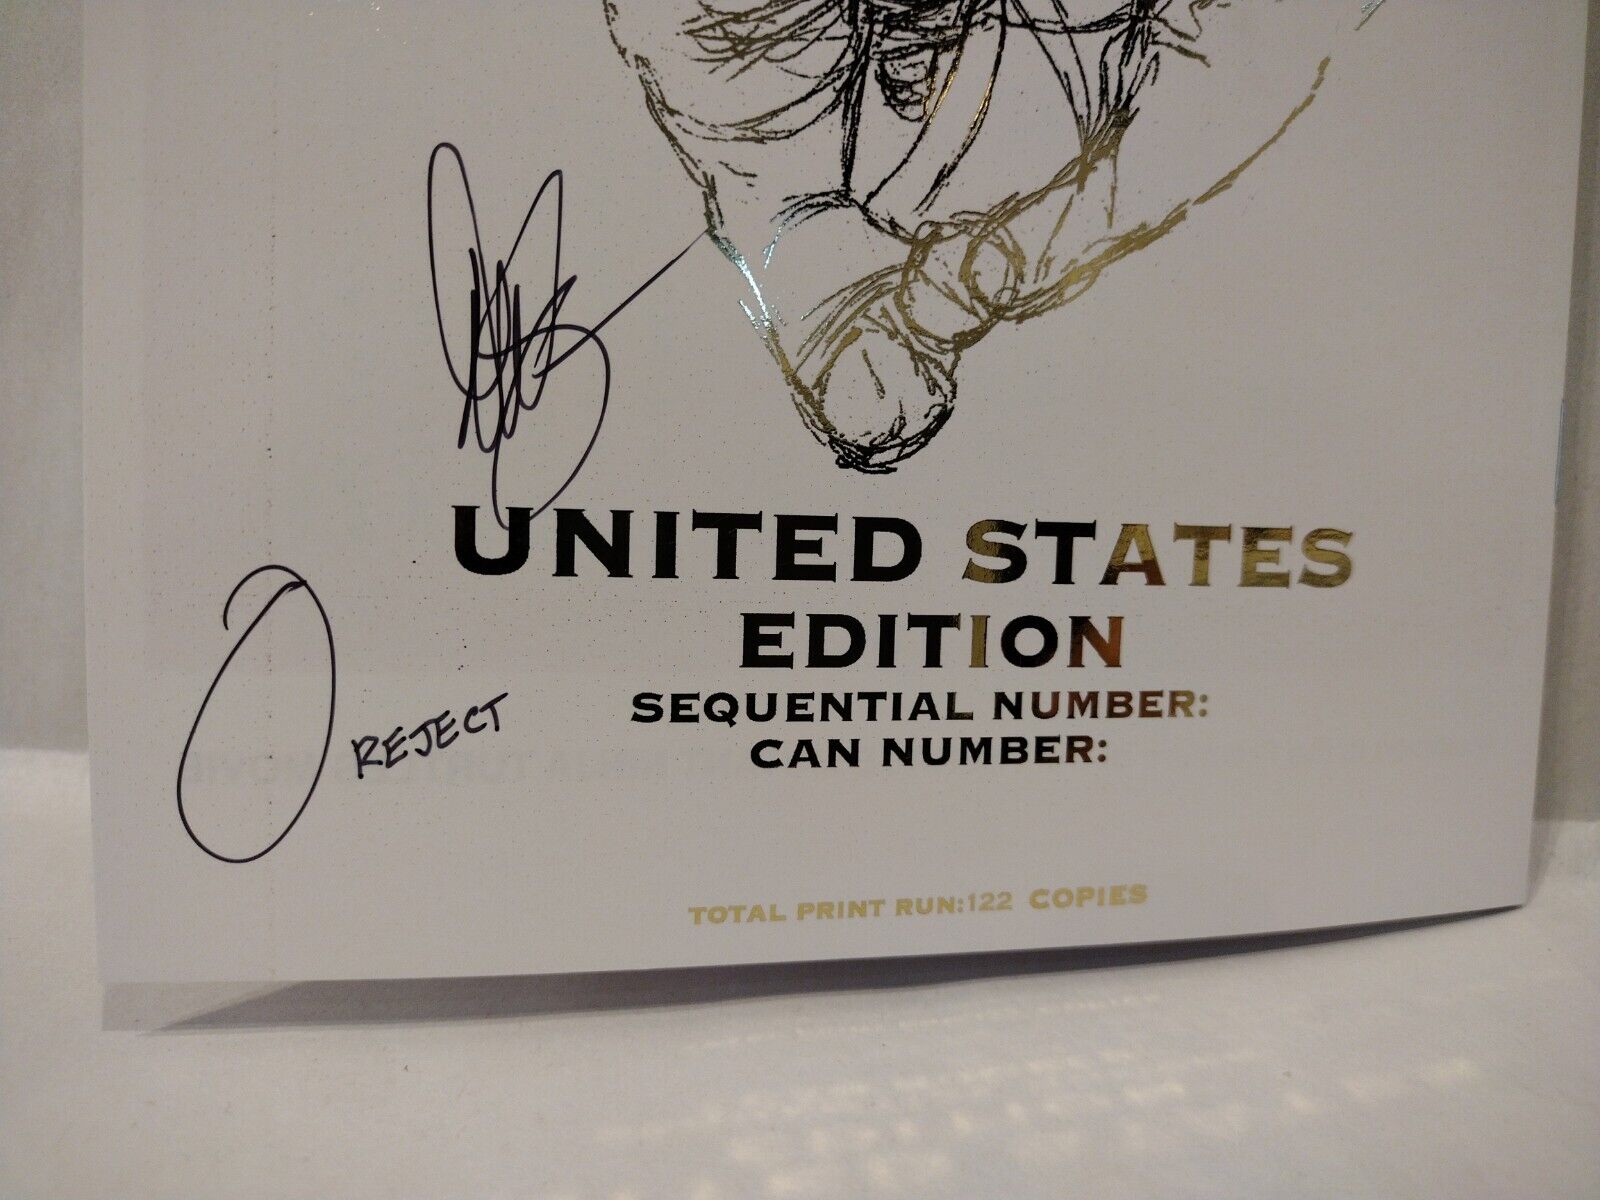 UNITED STATES
EDITION
SEQUENTIAL NUMBER:
CAN NUMBER:
REJECT
TOTAL PRINT RUN:122 COPIES